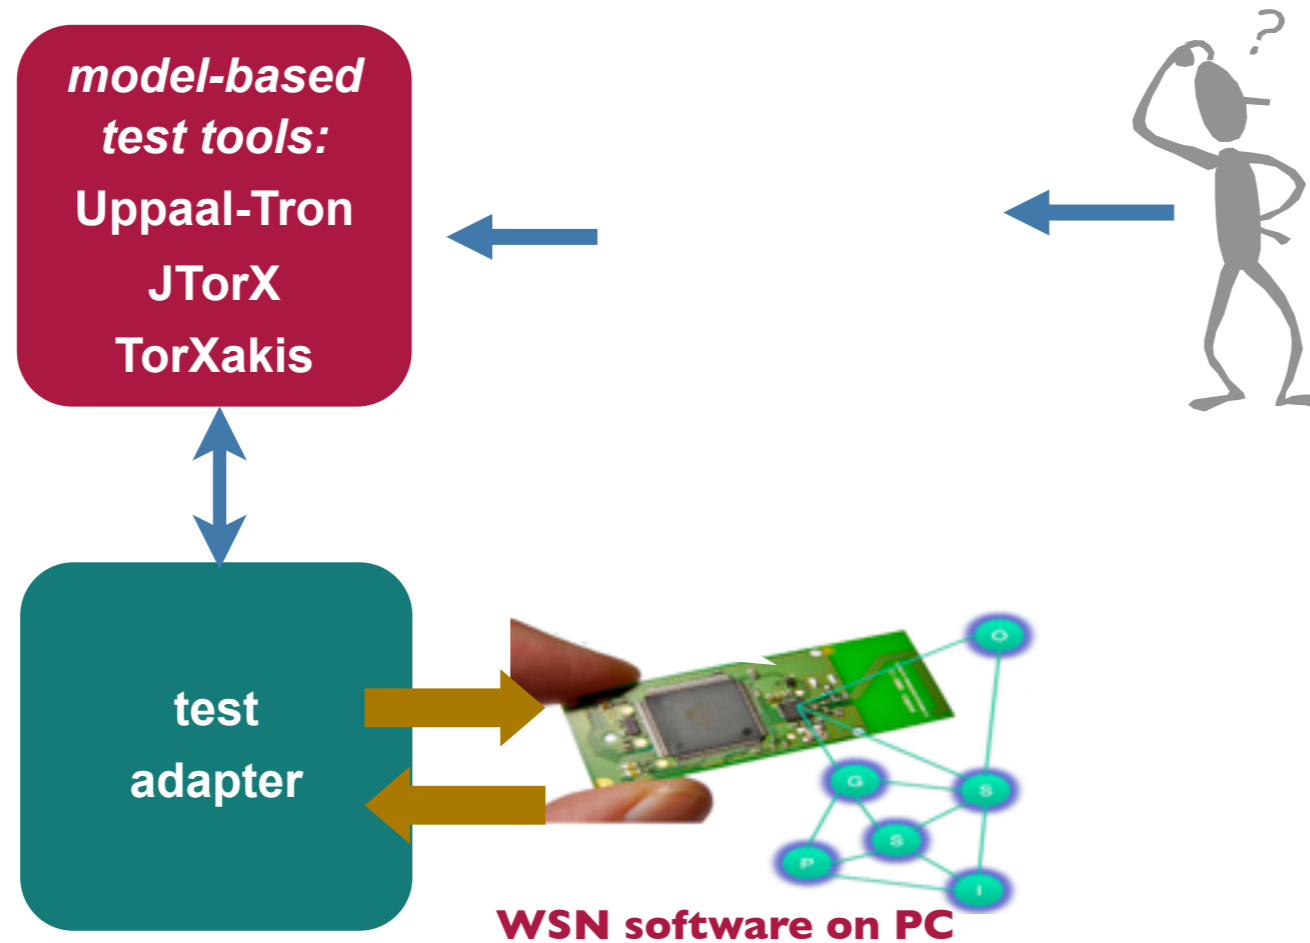 model-based
test tools:
Uppaal-Tron
JTorX
TorXakis
?
test
adapter
O
G
S
S
P
I
WSN software on PC